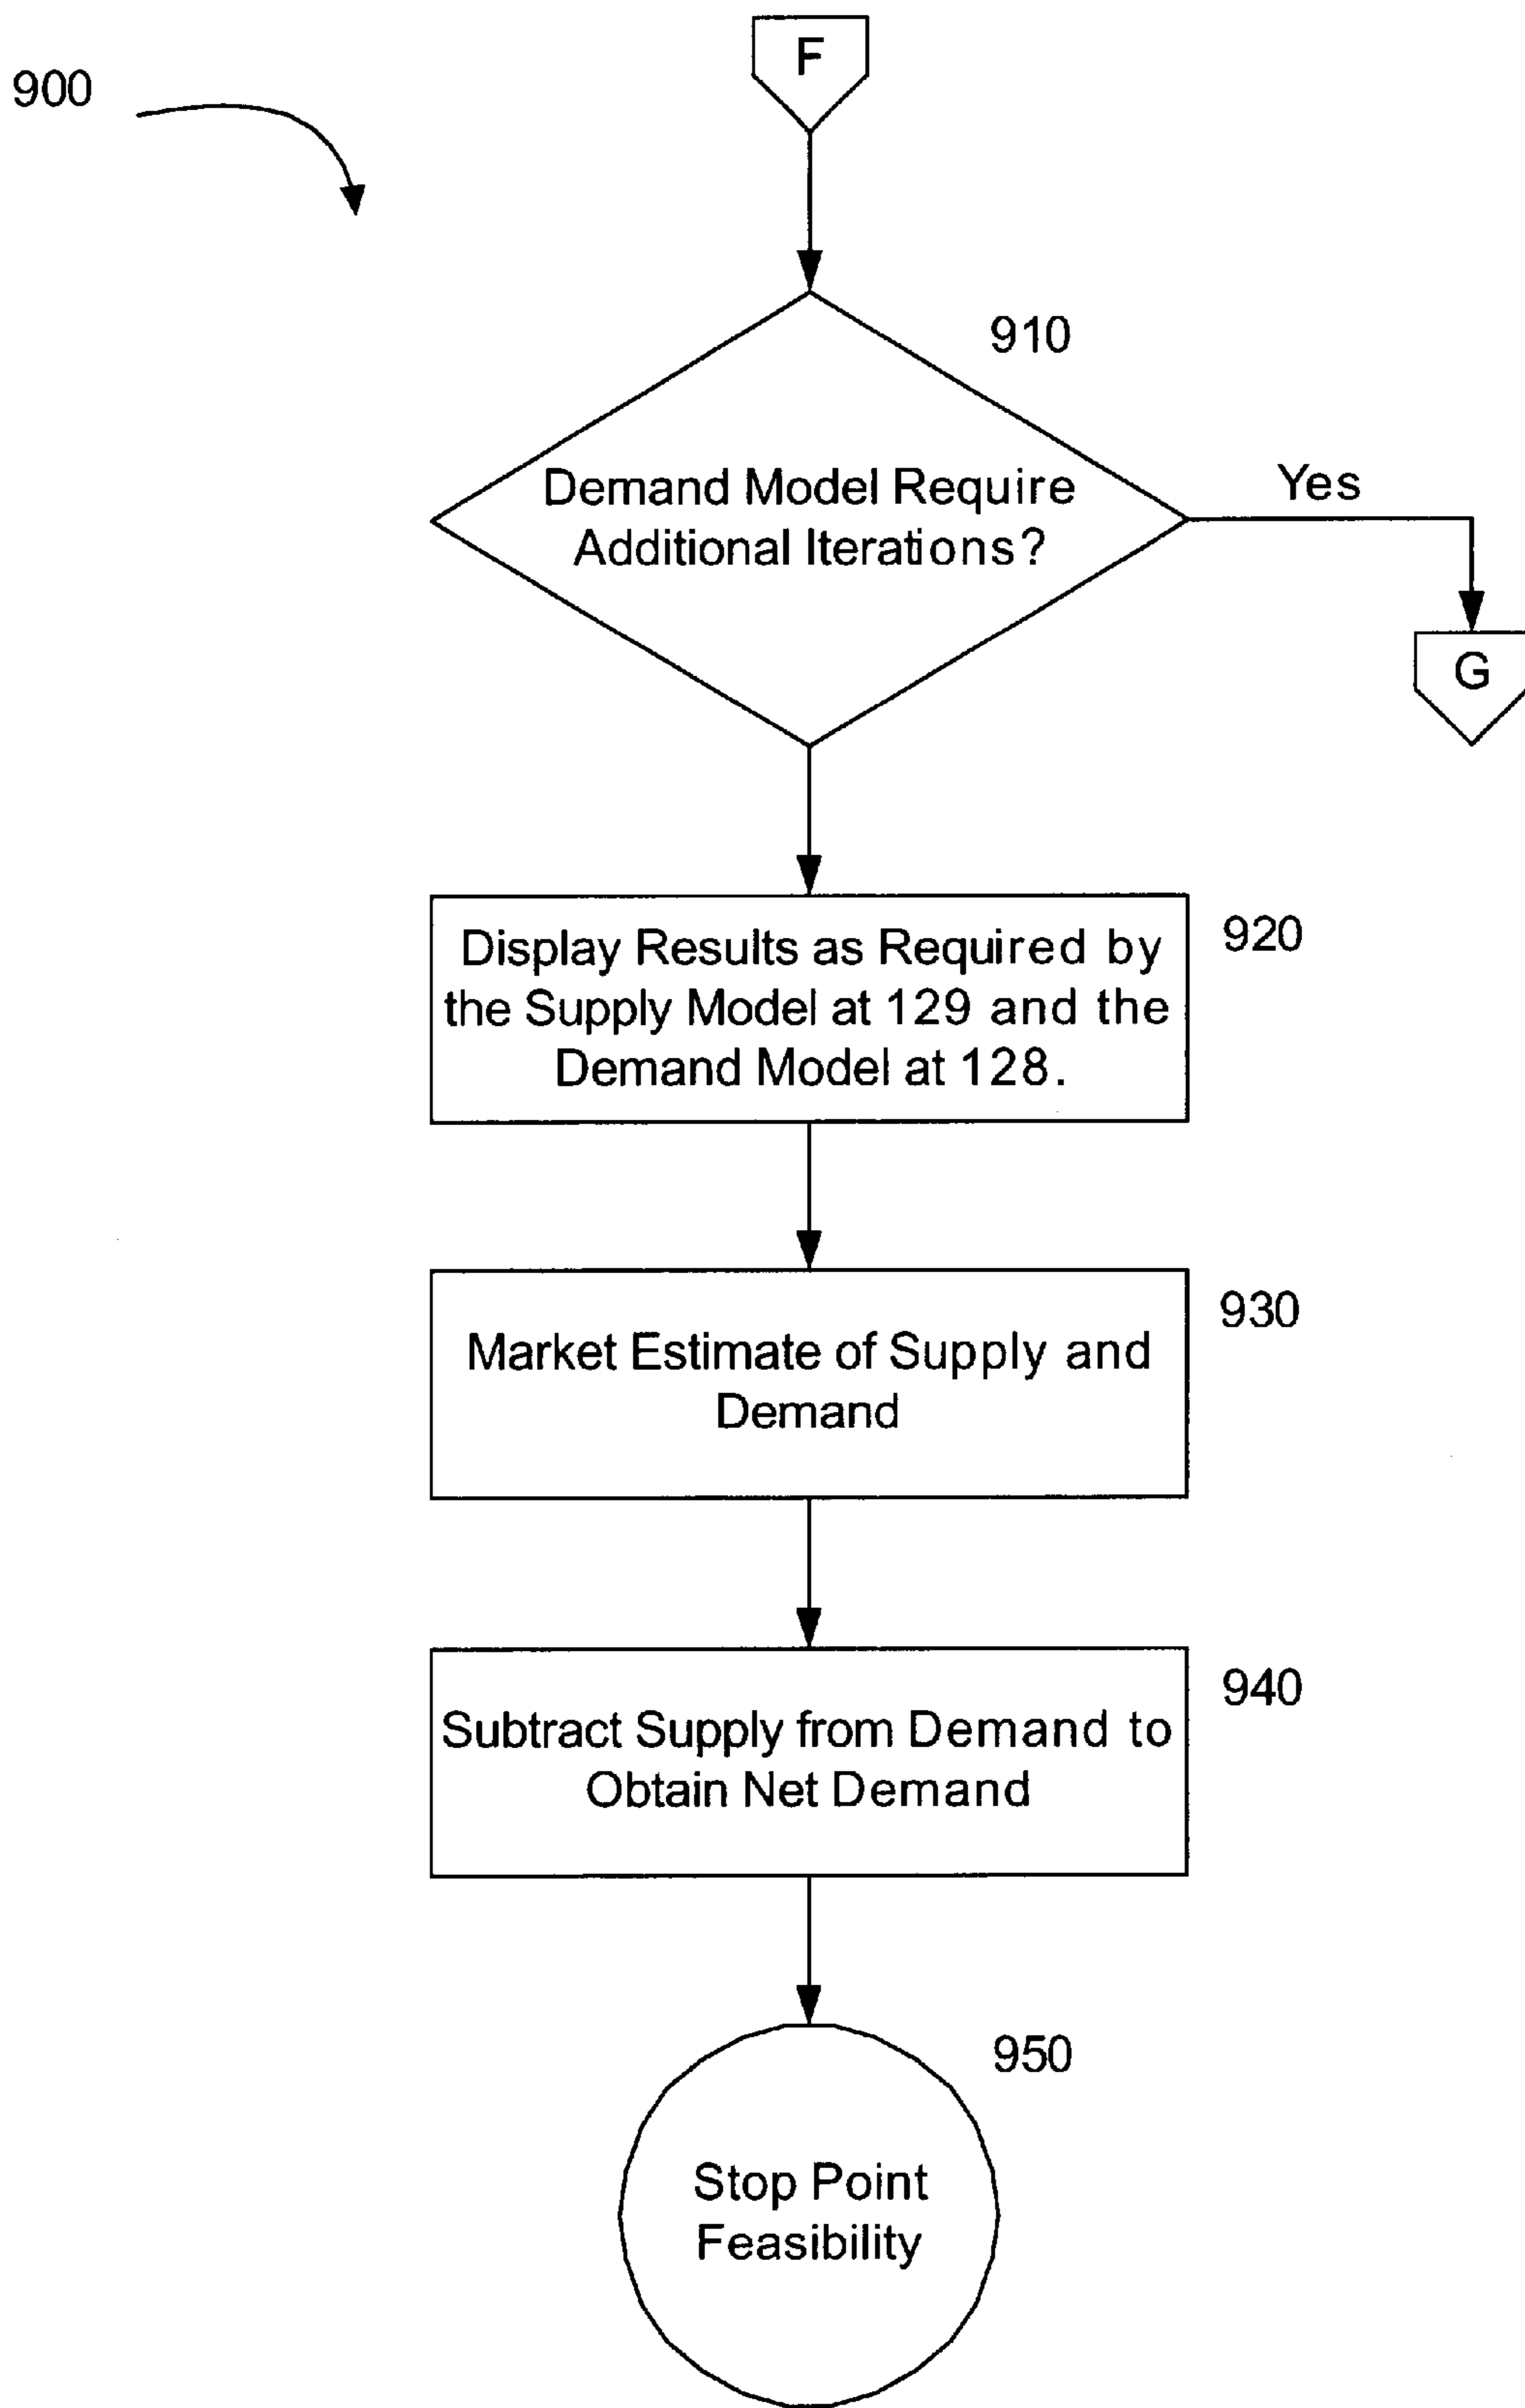 F
900
910
Demand Model Require
Additional Iterations?
Yes
G
Display Results as Required by
the Supply Model at 129 and the
Demand Model at 128.
920
Market Estimate of Supply and
Demand
930
Subtract Supply from Demand to
Obtain Net Demand
940
950
Stop Point
Feasibility